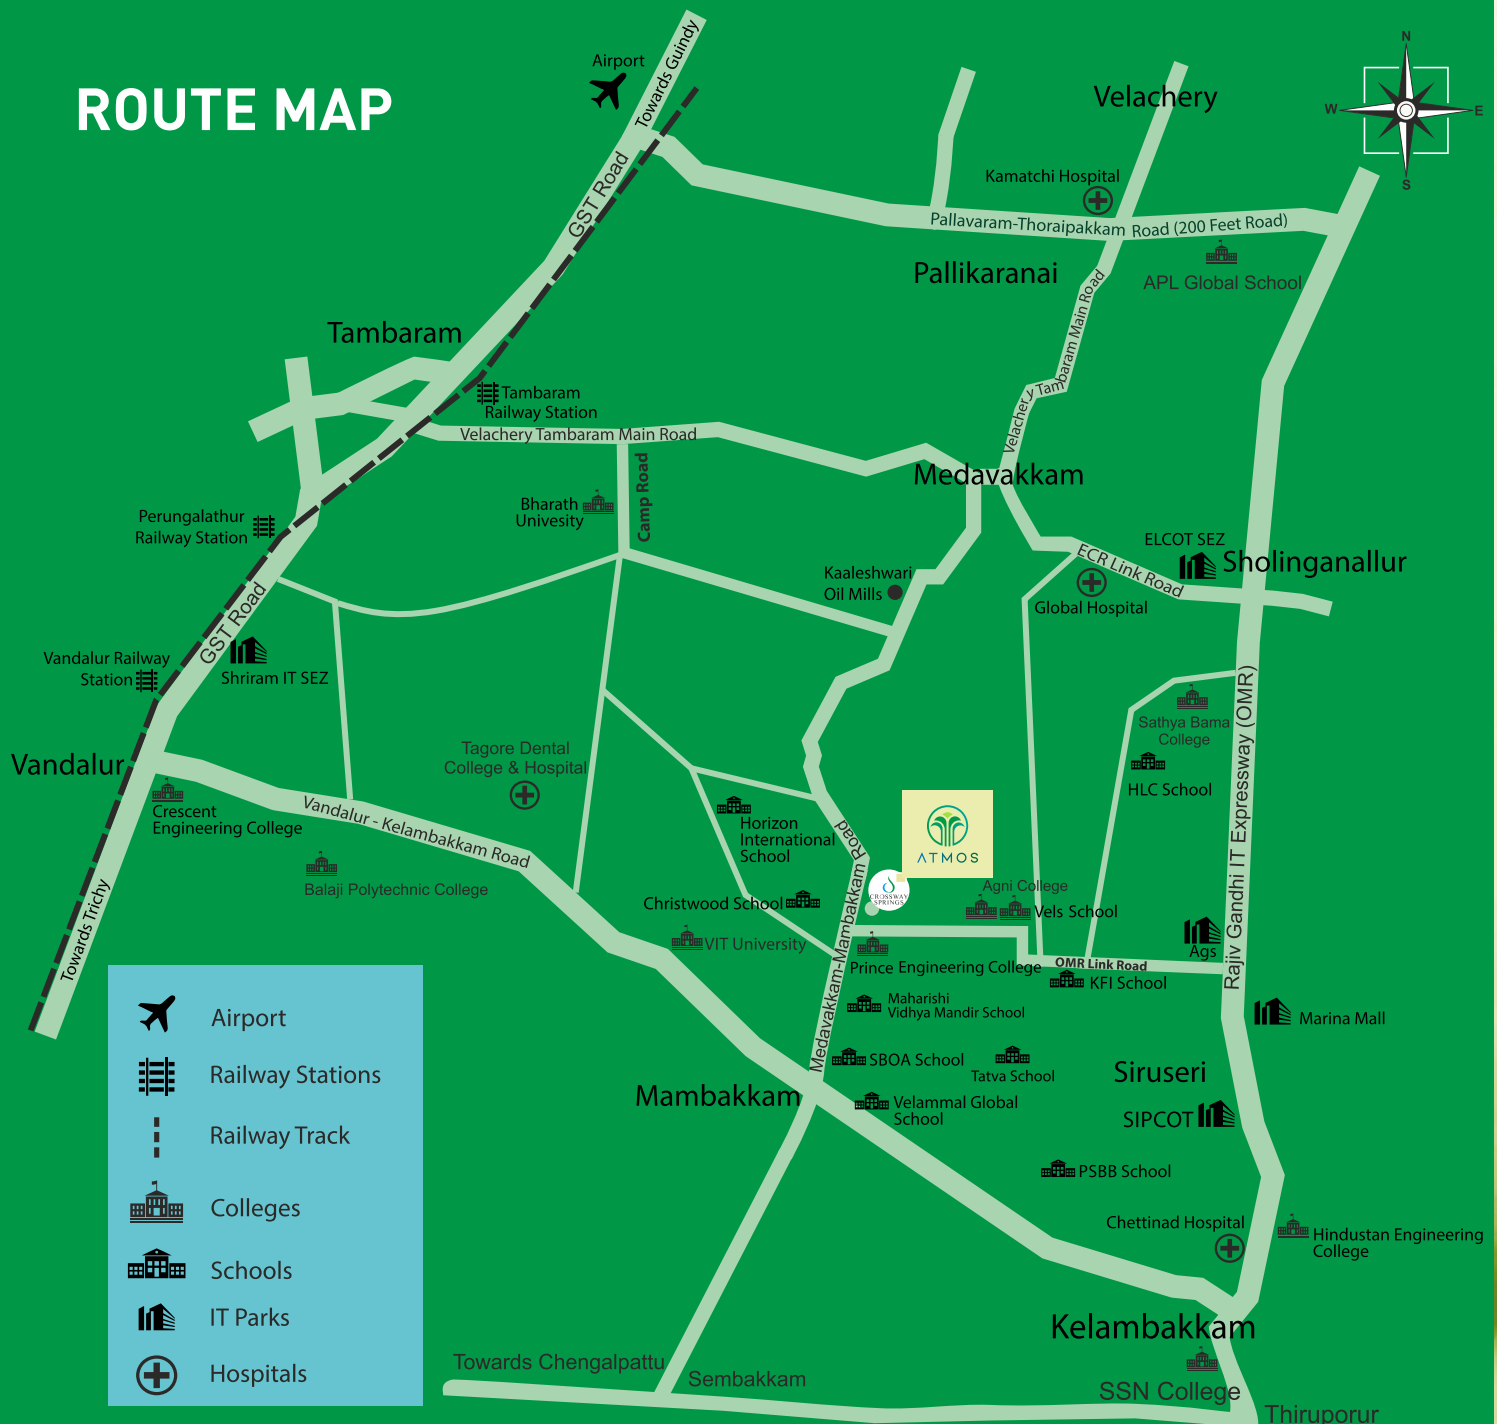 ROUTE MAP
Airport
Towards Guindy
GST Road
Velachery
N
W
E
S
Kamatchi Hospital
Pallavaram-Thoraipakkam Road (200 Feet Road)
Pallikaranai
APL Global School
Tambaram
Velachery Tambaram Main Road
Tambaram
Railway Station
Velachery Tambaram Main Road
Medavakkam
Camp Road
Bharath
Univesity
Perungalathur
Railway Station
ELCOT SEZ
Sholinganallur
ECR Link Road
Global Hospital
Kaaleshwari
Oil Mills
GST Road
Vandalur Railway
Station
Shriram IT SEZ
Rajiv Gandhi IT Expressway (OMR)
Sathya Bama
College
Tagore Dental
College & Hospital
Vandalur
HLC School
Crescent
Engineering College
Vandalur - Kelambakkam Road
Horizon
International
School
ATMOS
CROSSWAY
SPRINGS
Medavakkam-Mambakkam Road
Balaji Polytechnic College
Agni College
Christwood School
Vels School
VIT University
Towards Trichy
Ags
Prince Engineering College
OMR Link Road
KFI School
Maharishi
Vidhya Mandir School
Marina Mall
SBOA School
Tatva School
Siruseri
Mambakkam
Velammal Global
School
SIPCOT
PSBB School
Chettinad Hospital
Hindustan Engineering
College
Kelambakkam
Towards Chengalpattu
Sembakkam
SSN College
Thiruporur
Airport
Railway Stations
Railway Track
Colleges
Schools
IT Parks
Hospitals